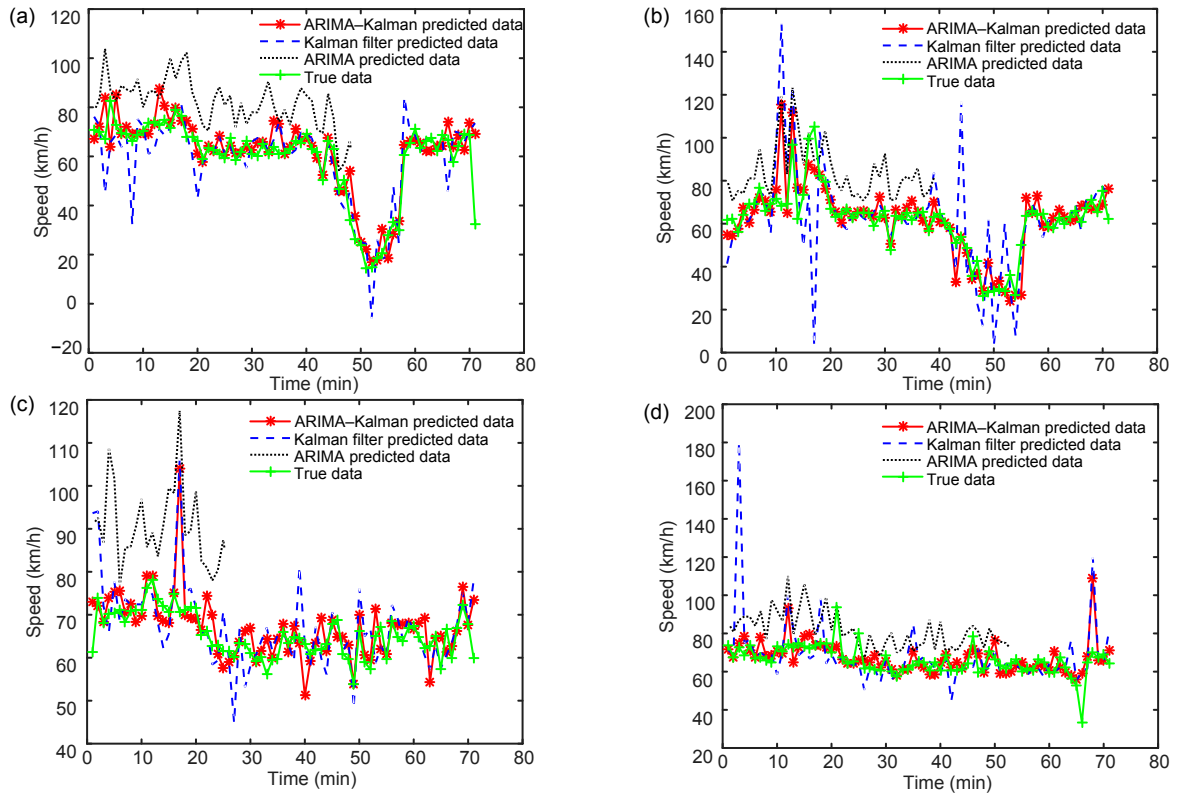 (a)
120
100
80
60
40
20
0
−20
Speed (km/h)
ARIMA–Kalman predicted data
Kalman filter predicted data
ARIMA predicted data
True data
0 10 20 30 40 50 60 70 80
Time (min)
(b)
160
140
120
100
80
60
40
20
0
Speed (km/h)
ARIMA–Kalman predicted data
Kalman filter predicted data
ARIMA predicted data
True data
0 10 20 30 40 50 60 70 80
Time (min)
(c)
120
110
100
90
80
70
60
50
40
Speed (km/h)
ARIMA–Kalman predicted data
Kalman filter predicted data
ARIMA predicted data
True data
0 10 20 30 40 50 60 70 80
Time (min)
(d)
200
180
160
140
120
100
80
60
40
20
Speed (km/h)
ARIMA–Kalman predicted data
Kalman filter predicted data
ARIMA predicted data
True data
0 10 20 30 40 50 60 70 80
Time (min)